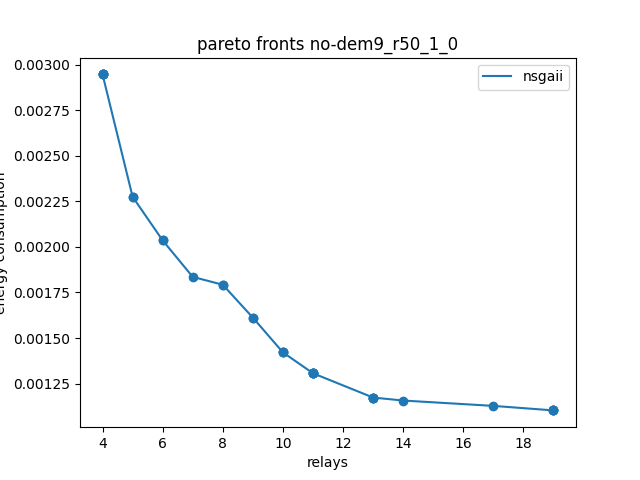 pareto fronts no-dem9_r50_1_0
nsgaii
0.00300
0.00275
0.00250
0.00225
0.00200
0.00175
0.00150
0.00125
energy consumption
4 6 8 10 12 14 16 18
relays